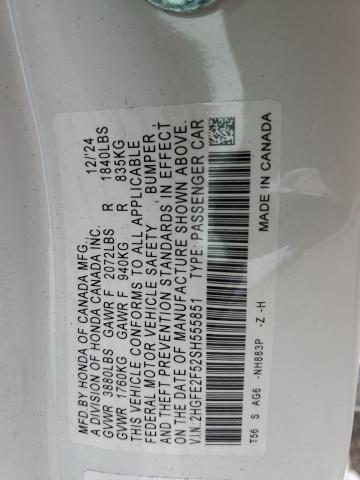 MFD.BY HONDA OF CANADA MFG., 12/'24
A DIVISION OF HONDA CANADA INC.
GVWR 3880LBS GAWR F 2072LBS R 1840LBS
GVWR 1760KG GAWR F 940KG R 835KG
THIS VEHICLE CONFORMS TO ALL APPLICABLE
FEDERAL MOTOR VEHICLE SAFETY BUMPER,
AND THEFT PREVENTION STANDARDS IN EFFECT
ON THE DATE OF MANUFACTURE SHOWN ABOVE.
V.I.N: 2HGFE2F52SH555851 TYPE: PASSENGER CAR
T56 S AG6 -NH883P -Z -H MADE IN CANADA